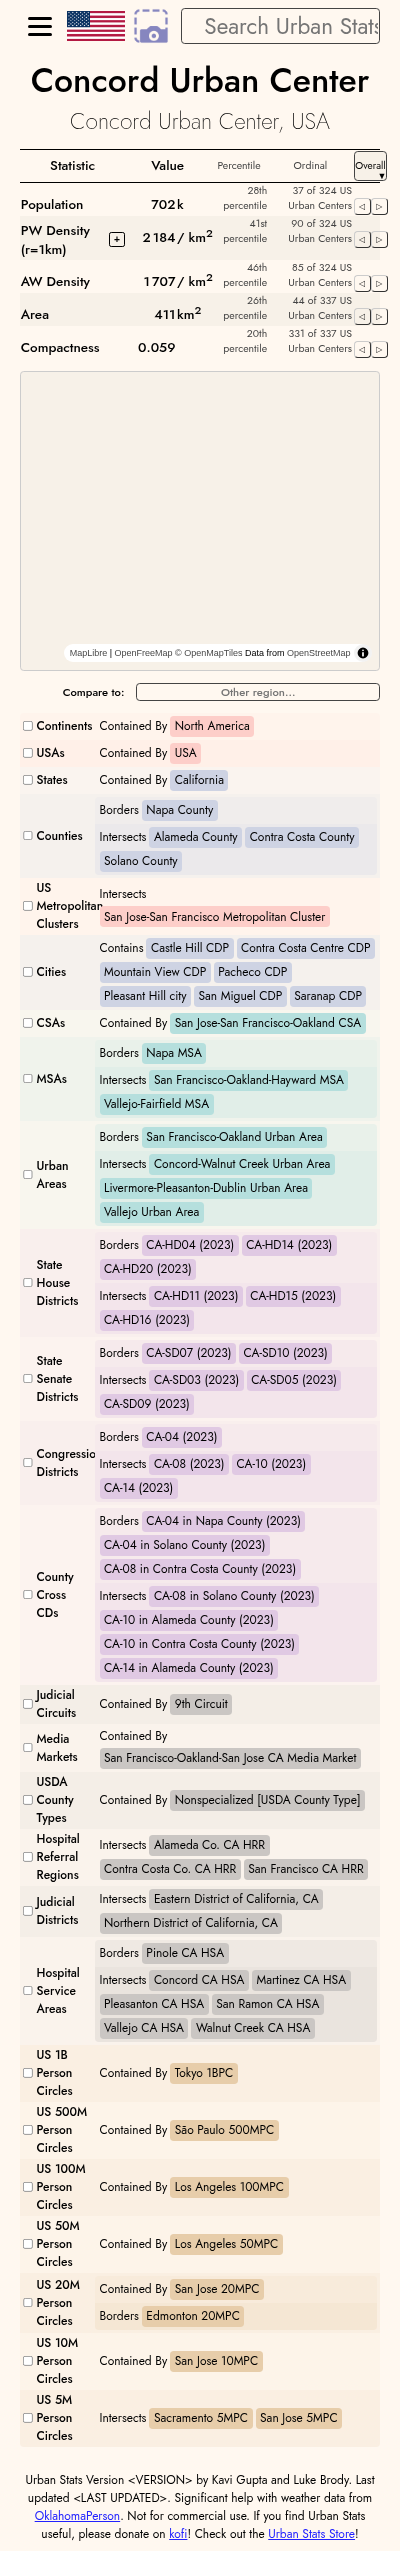 Search Urban Stats
Concord Urban Center
Concord Urban Center, USA
Statistic Value Percentile Ordinal Overall ▼
Population 702k 28th percentile 37 of 324 US Urban Centers ◁ ▷
PW Density (r=1km) + 2 184 / km² 41st percentile 90 of 324 US Urban Centers ◁ ▷
AW Density 1 707 / km² 46th percentile 85 of 324 US Urban Centers ◁ ▷
Area 411 km² 26th percentile 44 of 337 US Urban Centers ◁ ▷
Compactness 0.059 20th percentile 331 of 337 US Urban Centers ◁ ▷
MapLibre | OpenFreeMap © OpenMapTiles Data from OpenStreetMap
Compare to: Other region...
Continents Contained By North America
USAs Contained By USA
States Contained By California
Counties
Borders Napa County
Intersects Alameda County Contra Costa County
Solano County
US Metropolitan Clusters
Intersects
San Jose-San Francisco Metropolitan Cluster
Cities
Contains Castle Hill CDP Contra Costa Centre CDP
Mountain View CDP Pacheco CDP
Pleasant Hill city San Miguel CDP Saranap CDP
CSAs Contained By San Jose-San Francisco-Oakland CSA
MSAs
Borders Napa MSA
Intersects San Francisco-Oakland-Hayward MSA
Vallejo-Fairfield MSA
Urban Areas
Borders San Francisco-Oakland Urban Area
Intersects Concord-Walnut Creek Urban Area
Livermore-Pleasanton-Dublin Urban Area
Vallejo Urban Area
State House Districts
Borders CA-HD04 (2023) CA-HD14 (2023)
CA-HD20 (2023)
Intersects CA-HD11 (2023) CA-HD15 (2023)
CA-HD16 (2023)
State Senate Districts
Borders CA-SD07 (2023) CA-SD10 (2023)
Intersects CA-SD03 (2023) CA-SD05 (2023)
CA-SD09 (2023)
Congressio Districts
Borders CA-04 (2023)
Intersects CA-08 (2023) CA-10 (2023)
CA-14 (2023)
County Cross CDs
Borders CA-04 in Napa County (2023)
CA-04 in Solano County (2023)
CA-08 in Contra Costa County (2023)
Intersects CA-08 in Solano County (2023)
CA-10 in Alameda County (2023)
CA-10 in Contra Costa County (2023)
CA-14 in Alameda County (2023)
Judicial Circuits Contained By 9th Circuit
Media Markets
Contained By
San Francisco-Oakland-San Jose CA Media Market
USDA County Types Contained By Nonspecialized [USDA County Type]
Hospital Referral Regions
Intersects Alameda Co. CA HRR
Contra Costa Co. CA HRR San Francisco CA HRR
Judicial Districts
Intersects Eastern District of California, CA
Northern District of California, CA
Hospital Service Areas
Borders Pinole CA HSA
Intersects Concord CA HSA Martinez CA HSA
Pleasanton CA HSA San Ramon CA HSA
Vallejo CA HSA Walnut Creek CA HSA
US 1B Person Circles Contained By Tokyo 1BPC
US 500M Person Circles Contained By São Paulo 500MPC
US 100M Person Circles Contained By Los Angeles 100MPC
US 50M Person Circles Contained By Los Angeles 50MPC
US 20M Person Circles
Contained By San Jose 20MPC
Borders Edmonton 20MPC
US 10M Person Circles Contained By San Jose 10MPC
US 5M Person Circles Intersects Sacramento 5MPC San Jose 5MPC
Urban Stats Version <VERSION> by Kavi Gupta and Luke Brody. Last
updated <LAST UPDATED>. Significant help with weather data from
OklahomaPerson. Not for commercial use. If you find Urban Stats
useful, please donate on kofi! Check out the Urban Stats Store!